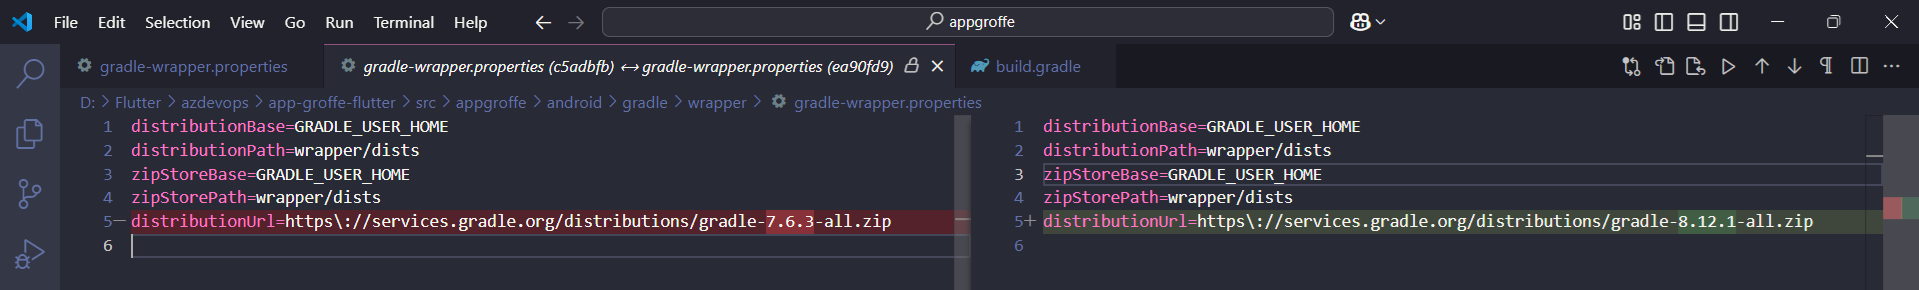 File Edit Selection View Go Run Terminal Help appgroffe
gradle-wrapper.properties gradle-wrapper.properties (c5adbfb) ↔ gradle-wrapper.properties (ea90fd9) build.gradle
D: > Flutter > azdevops > app-groffe-flutter > src > appgroffe > android > gradle > wrapper > gradle-wrapper.properties
1 distributionBase=GRADLE_USER_HOME
2 distributionPath=wrapper/dists
3 zipStoreBase=GRADLE_USER_HOME
4 zipStorePath=wrapper/dists
5− distributionUrl=https\://services.gradle.org/distributions/gradle-7.6.3-all.zip
6
1 distributionBase=GRADLE_USER_HOME
2 distributionPath=wrapper/dists
3 zipStoreBase=GRADLE_USER_HOME
4 zipStorePath=wrapper/dists
5+ distributionUrl=https\://services.gradle.org/distributions/gradle-8.12.1-all.zip
6